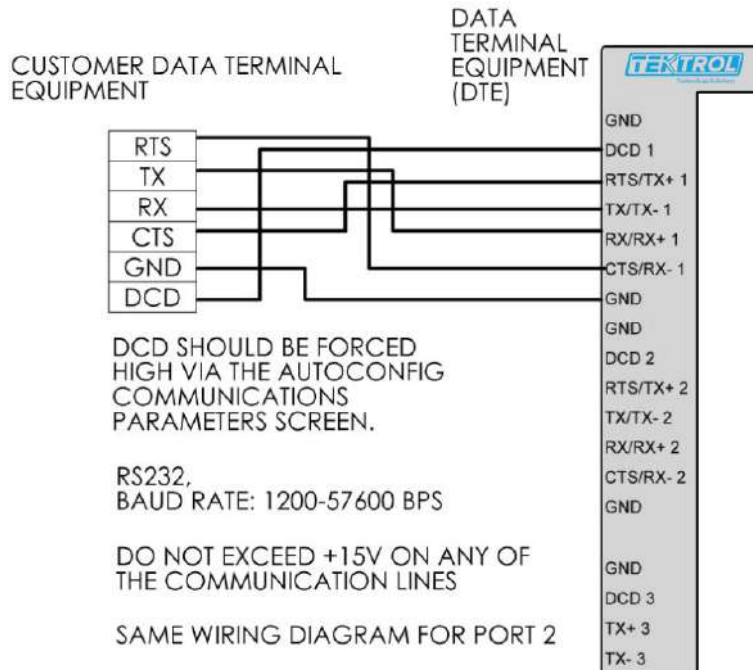 CUSTOMER DATA TERMINAL
EQUIPMENT
DATA
TERMINAL
EQUIPMENT
(DTE)
TEKTROL
RTS
TX
RX
CTS
GND
DCD
GND
DCD 1
RTS/TX+ 1
TX/TX- 1
RX/RX+ 1
CTS/RX- 1
GND
GND
DCD 2
RTS/TX+ 2
TX/TX- 2
RX/RX+ 2
CTS/RX- 2
GND
GND
DCD 3
TX+ 3
TX- 3
DCD SHOULD BE FORCED
HIGH VIA THE AUTOCONFIG
COMMUNICATIONS
PARAMETERS SCREEN.
RS232,
BAUD RATE: 1200-57600 BPS
DO NOT EXCEED +15V ON ANY OF
THE COMMUNICATION LINES
SAME WIRING DIAGRAM FOR PORT 2